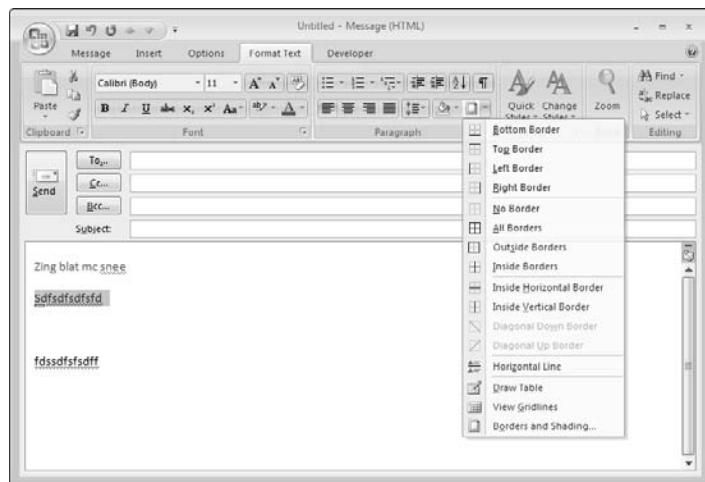 Untitled - Message (HTML)
Message Insert Options Format Text Developer
Calibri (Body) 11
Paste
B I U abc X, X' Aa
Quick Styles Change Styles Zoom
Find
Replace
Select
Clipboard Font Paragraph Editing
Send
To...
Cc...
Bcc...
Subject:
Zing blat mc snee
Sdfsdfsdfsfd
fdssdfsfsdff
Bottom Border
Top Border
Left Border
Right Border
No Border
All Borders
Outside Borders
Inside Borders
Inside Horizontal Border
Inside Vertical Border
Diagonal Down Border
Diagonal Up Border
Horizontal Line
Draw Table
View Gridlines
Borders and Shading...